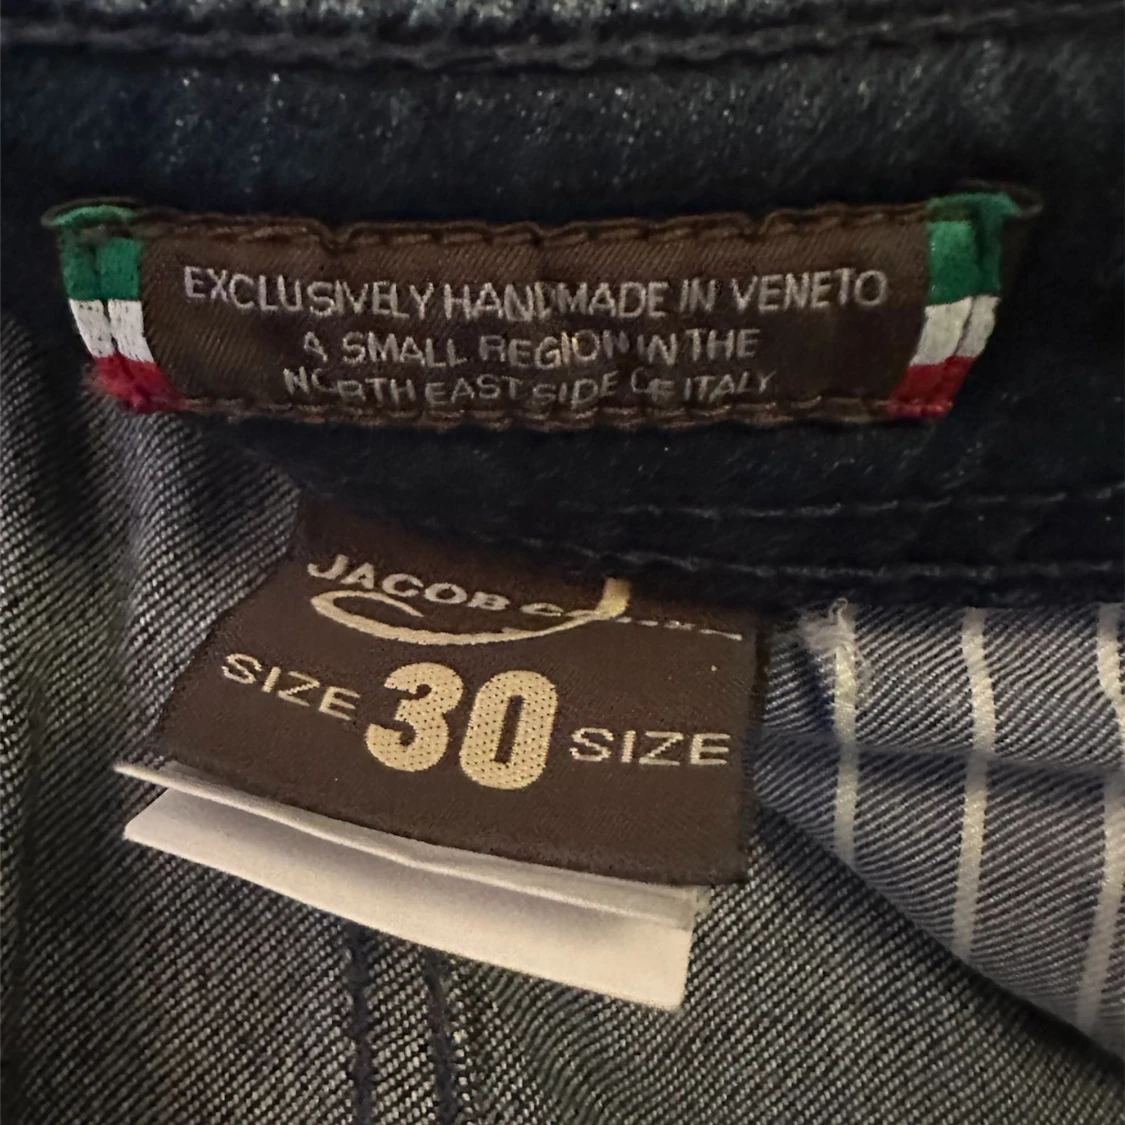 EXCLUSIVELY HANDMADE IN VENETO
A SMALL REGION IN THE
NORTH EAST SIDE OF ITALY
JACOB
SIZE 30 SIZE